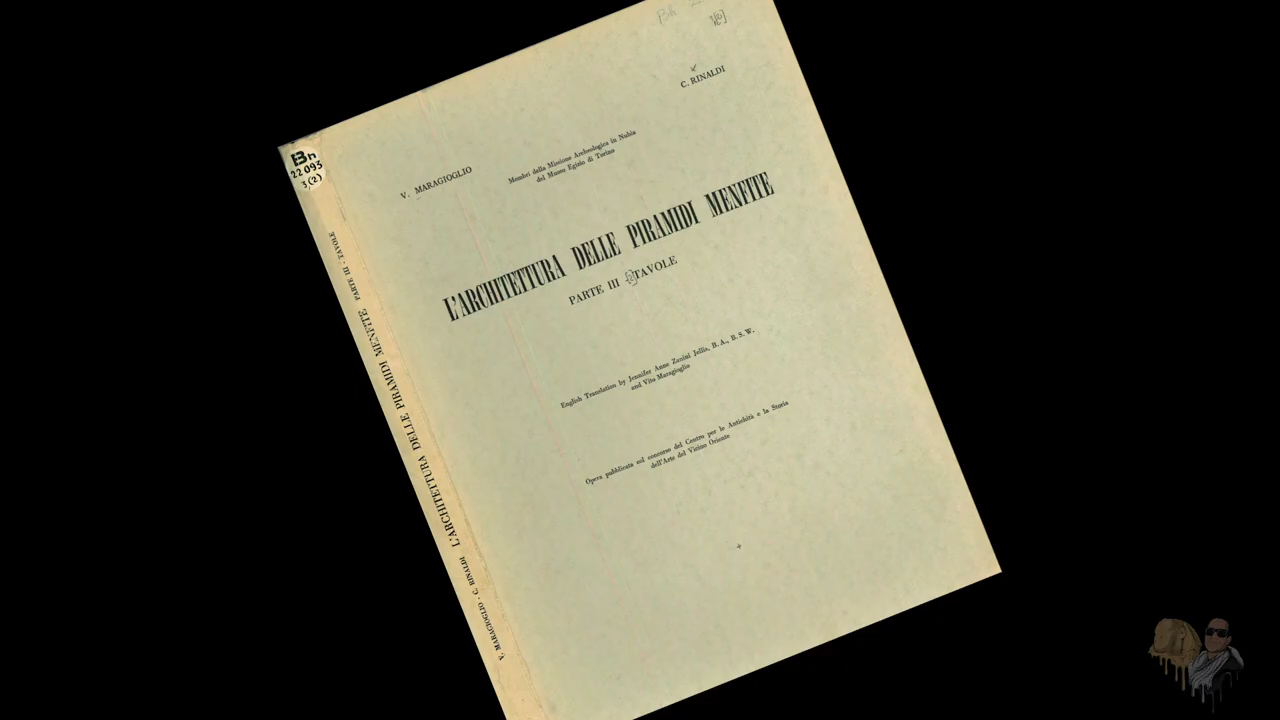 C. RINALDI
V. MARAGIOGLIO
Membri della Missione Archeologica in Nubia
del Museo Egizio di Torino
L'ARCHITETTURA DELLE PIRAMIDI MENFITE
PARTE III TAVOLE
English Translation by Jennifer Anne Zanini Jellis, B. A., B. S. W.
and Vito Maragioglio
Opera pubblicata col concorso del Centro per le Antichità e la Storia
dell'Arte del Vicino Oriente
Bh
22 093
3,(2)
V. MARAGIOGLIO - C. RINALDI L'ARCHITETTURA DELLE PIRAMIDI MENFITE PARTE III - TAVOLE